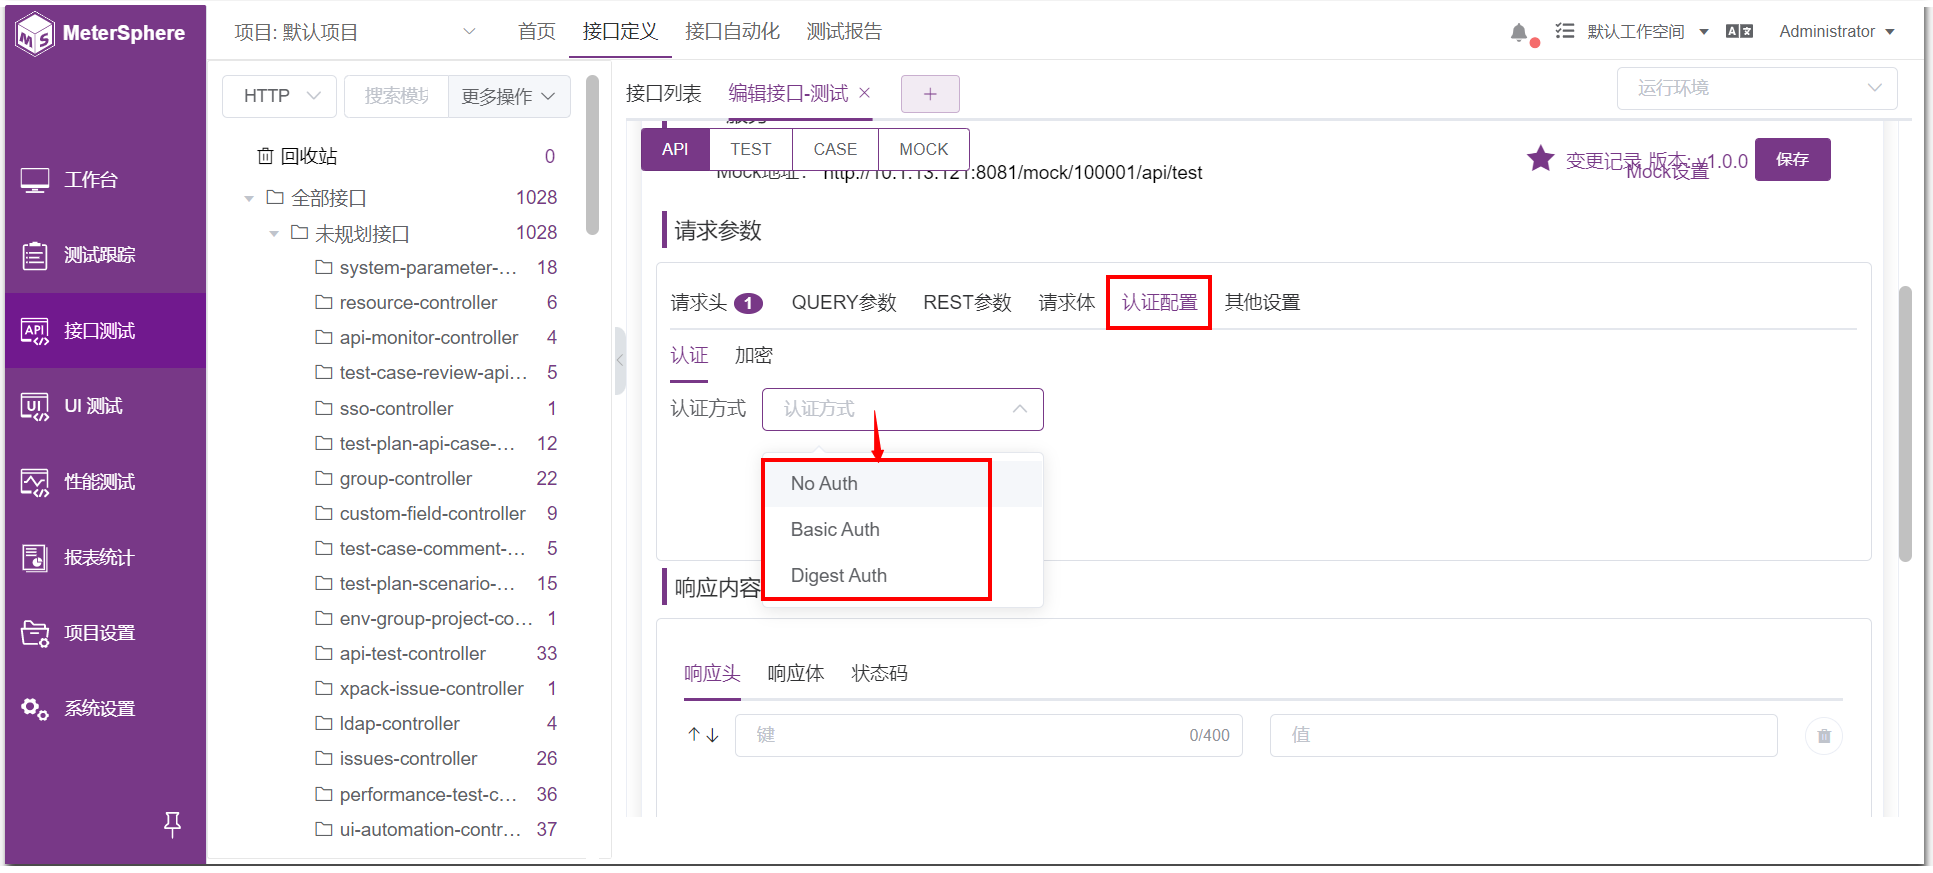 MeterSphere
项目: 默认项目
首页
接口定义
接口自动化
测试报告
默认工作空间
Administrator
工作台
测试跟踪
接口测试
UI 测试
性能测试
报表统计
项目设置
系统设置
HTTP
搜索模块
更多操作
回收站 0
全部接口 1028
未规划接口 1028
system-parameter-... 18
resource-controller 6
api-monitor-controller 4
test-case-review-api... 5
sso-controller 1
test-plan-api-case-... 12
group-controller 22
custom-field-controller 9
test-case-comment-... 5
test-plan-scenario-... 15
env-group-project-co... 1
api-test-controller 33
xpack-issue-controller 1
ldap-controller 4
issues-controller 26
performance-test-c... 36
ui-automation-contr... 37
接口列表
编辑接口-测试
+
运行环境
API
TEST
CASE
MOCK
变更记录 版本: v1.0.0
保存
Mock地址: http://10.1.13.121:8081/mock/100001/api/test
Mock设置
请求参数
请求头 1
QUERY参数
REST参数
请求体
认证配置
其他设置
认证
加密
认证方式
认证方式
No Auth
Basic Auth
Digest Auth
响应内容
响应头
响应体
状态码
键
0/400
值